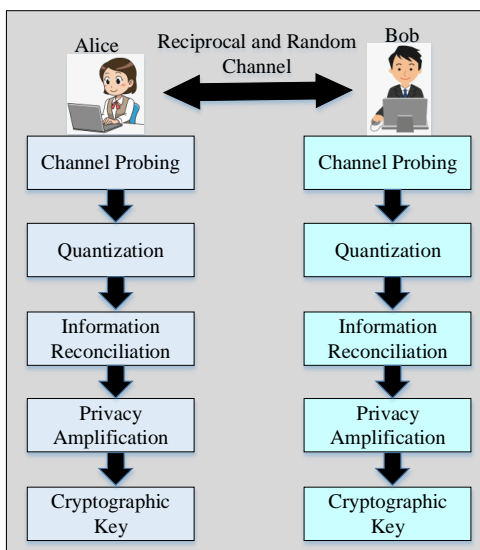 Alice
Reciprocal and Random
Channel
Bob
Channel Probing
Quantization
Information
Reconciliation
Privacy
Amplification
Cryptographic
Key
Channel Probing
Quantization
Information
Reconciliation
Privacy
Amplification
Cryptographic
Key